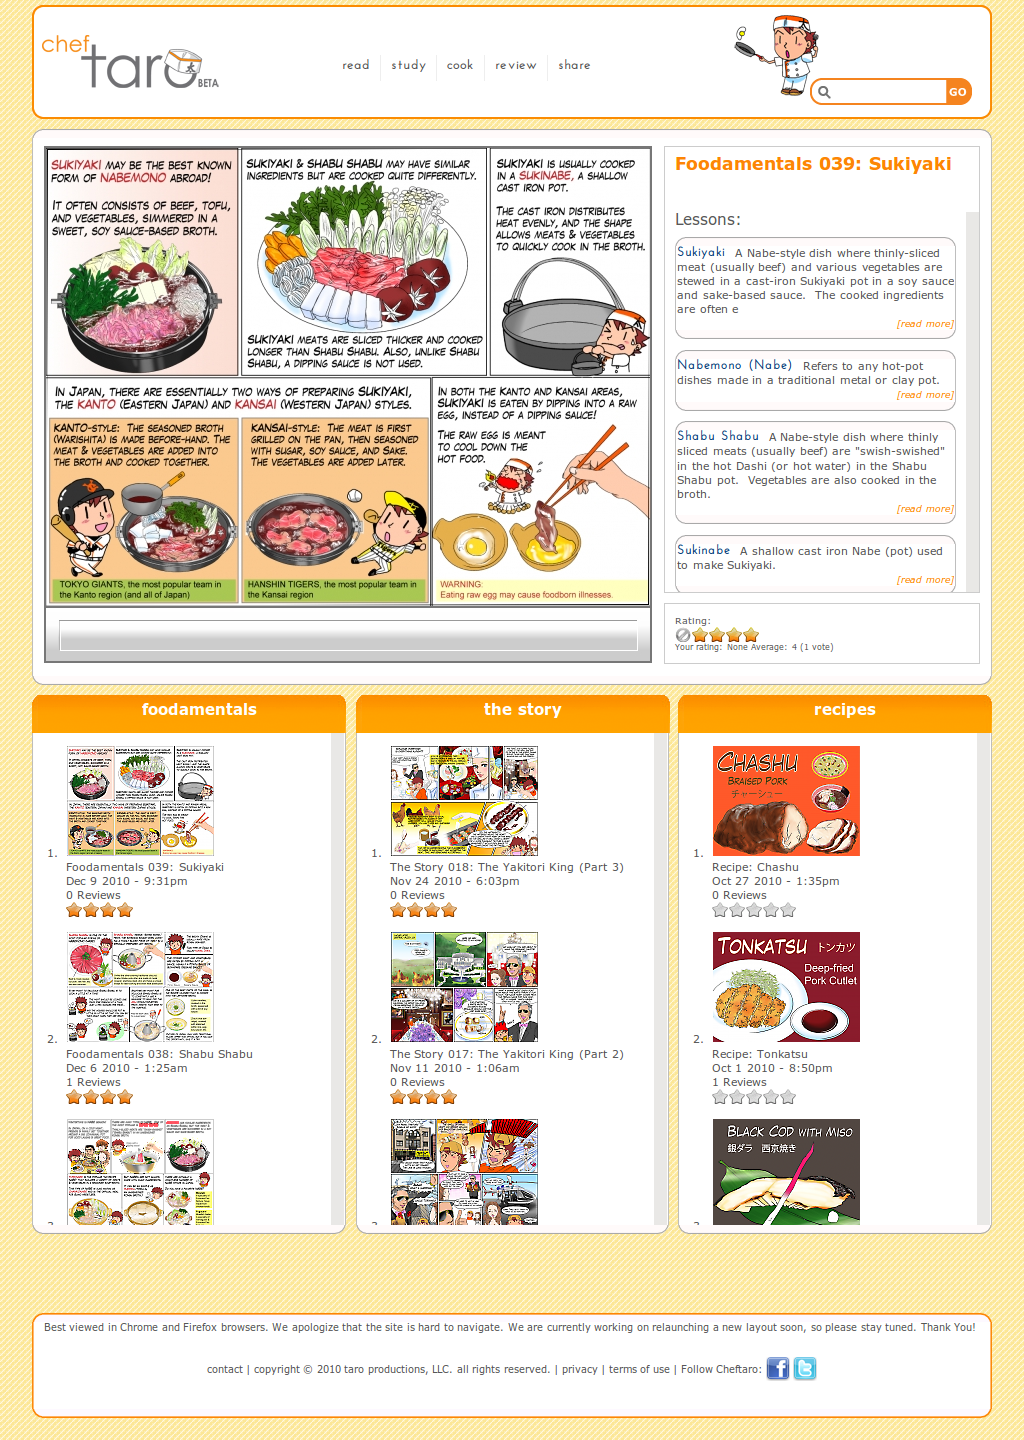 chef
taro
BETA
read
study
cook
review
share
GO
SUKIYAKI MAY BE THE BEST KNOWN
FORM OF NABEMONO ABROAD!
IT OFTEN CONSISTS OF BEEF, TOFU,
AND VEGETABLES, SIMMERED IN A
SWEET, SOY SAUCE-BASED BROTH.
SUKIYAKI & SHABU SHABU MAY HAVE SIMILAR
INGREDIENTS BUT ARE COOKED QUITE DIFFERENTLY.
SUKIYAKI MEATS ARE SLICED THICKER AND COOKED
LONGER THAN SHABU SHABU. ALSO, UNLIKE SHABU
SHABU, A DIPPING SAUCE IS NOT USED.
SUKIYAKI IS USUALLY COOKED
IN A SUKINABE, A SHALLOW
CAST IRON POT.
THE CAST IRON DISTRIBUTES
HEAT EVENLY, AND THE SHAPE
ALLOWS MEATS & VEGETABLES
TO QUICKLY COOK IN THE BROTH.
IN JAPAN, THERE ARE ESSENTIALLY TWO WAYS OF PREPARING SUKIYAKI,
THE KANTO (EASTERN JAPAN) AND KANSAI (WESTERN JAPAN) STYLES.
KANTO-STYLE: THE SEASONED BROTH
(WARISHITA) IS MADE BEFORE-HAND. THE
MEAT & VEGETABLES ARE ADDED INTO
THE BROTH AND COOKED TOGETHER.
TOKYO GIANTS, the most popular team in
the Kanto region (and all of Japan)
KANSAI-STYLE: THE MEAT IS FIRST
GRILLED ON THE PAN, THEN SEASONED
WITH SUGAR, SOY SAUCE, AND SAKE.
THE VEGETABLES ARE ADDED LATER.
HANSHIN TIGERS, the most popular team in
the Kansai region
IN BOTH THE KANTO AND KANSAI AREAS,
SUKIYAKI IS EATEN BY DIPPING INTO A RAW
EGG, INSTEAD OF A DIPPING SAUCE!
THE RAW EGG IS MEANT
TO COOL DOWN THE
HOT FOOD.
WARNING:
Eating raw egg may cause foodborn illnesses.
Foodamentals 039: Sukiyaki
Lessons:
Sukiyaki A Nabe-style dish where thinly-sliced
meat (usually beef) and various vegetables are
stewed in a cast-iron Sukiyaki pot in a soy sauce
and sake-based sauce. The cooked ingredients
are often e
[read more]
Nabemono (Nabe) Refers to any hot-pot
dishes made in a traditional metal or clay pot.
[read more]
Shabu Shabu A Nabe-style dish where thinly
sliced meats (usually beef) are "swish-swished"
in the hot Dashi (or hot water) in the Shabu
Shabu pot. Vegetables are also cooked in the
broth.
[read more]
Sukinabe A shallow cast iron Nabe (pot) used
to make Sukiyaki.
[read more]
Rating:
Your rating: None Average: 4 (1 vote)
foodamentals
1.
Foodamentals 039: Sukiyaki
Dec 9 2010 - 9:31pm
0 Reviews
2.
Foodamentals 038: Shabu Shabu
Dec 6 2010 - 1:25am
1 Reviews
the story
1.
The Story 018: The Yakitori King (Part 3)
Nov 24 2010 - 6:03pm
0 Reviews
2.
The Story 017: The Yakitori King (Part 2)
Nov 11 2010 - 1:06am
0 Reviews
recipes
CHASHU
BRAISED PORK
チャーシュー
1.
Recipe: Chashu
Oct 27 2010 - 1:35pm
0 Reviews
TONKATSU トンカツ
Deep-fried
Pork Cutlet
2.
Recipe: Tonkatsu
Oct 1 2010 - 8:50pm
1 Reviews
BLACK COD WITH MISO
銀ダラ 西京焼き
Best viewed in Chrome and Firefox browsers. We apologize that the site is hard to navigate. We are currently working on relaunching a new layout soon, so please stay tuned. Thank You!
contact | copyright © 2010 taro productions, LLC. all rights reserved. | privacy | terms of use | Follow Cheftaro: